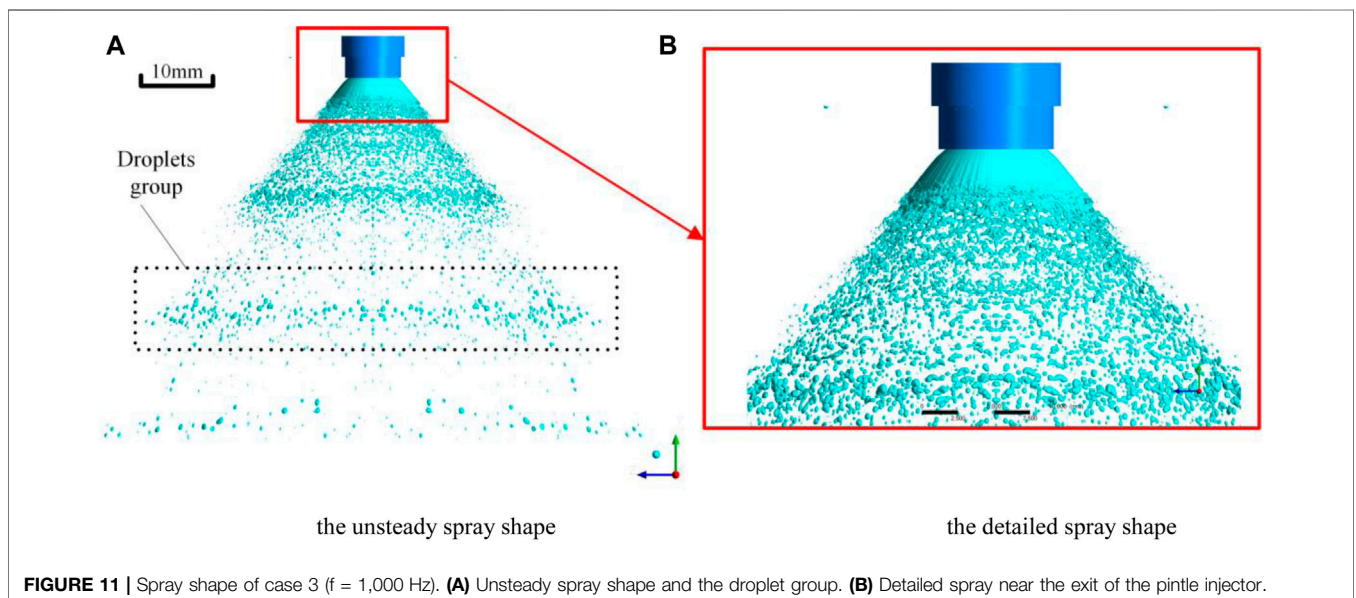 A
B
10mm
Droplets
group
the unsteady spray shape
the detailed spray shape
FIGURE 11 | Spray shape of case 3 (f = 1,000 Hz). (A) Unsteady spray shape and the droplet group. (B) Detailed spray near the exit of the pintle injector.